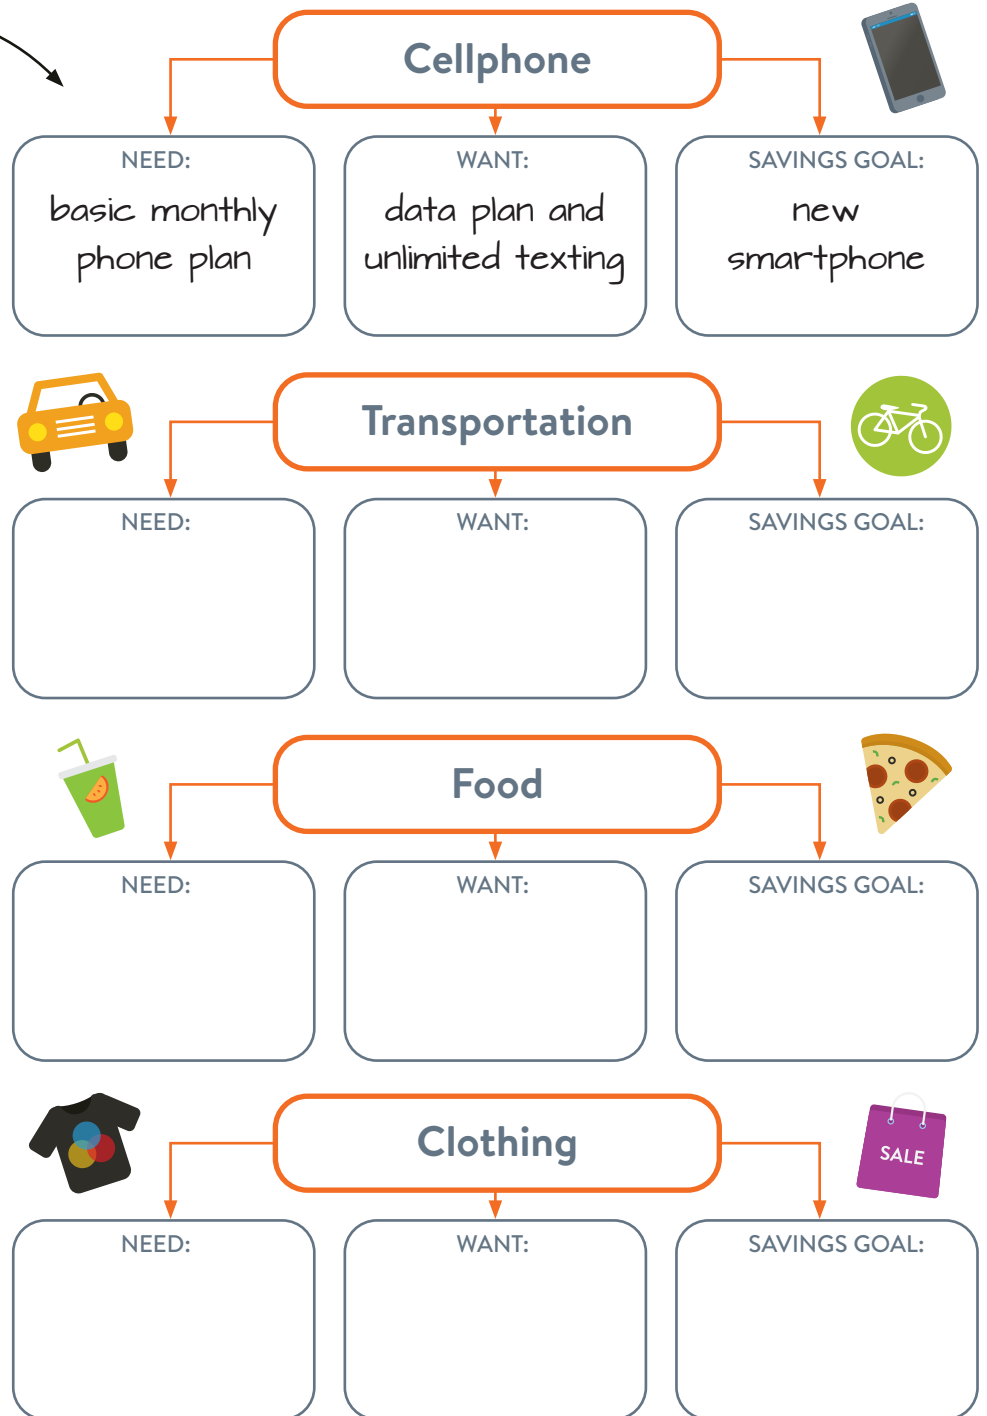 Cellphone
NEED:
basic monthly
phone plan
WANT:
data plan and
unlimited texting
SAVINGS GOAL:
new
smartphone
Transportation
NEED:
WANT:
SAVINGS GOAL:
Food
NEED:
WANT:
SAVINGS GOAL:
Clothing
SALE
NEED:
WANT:
SAVINGS GOAL: